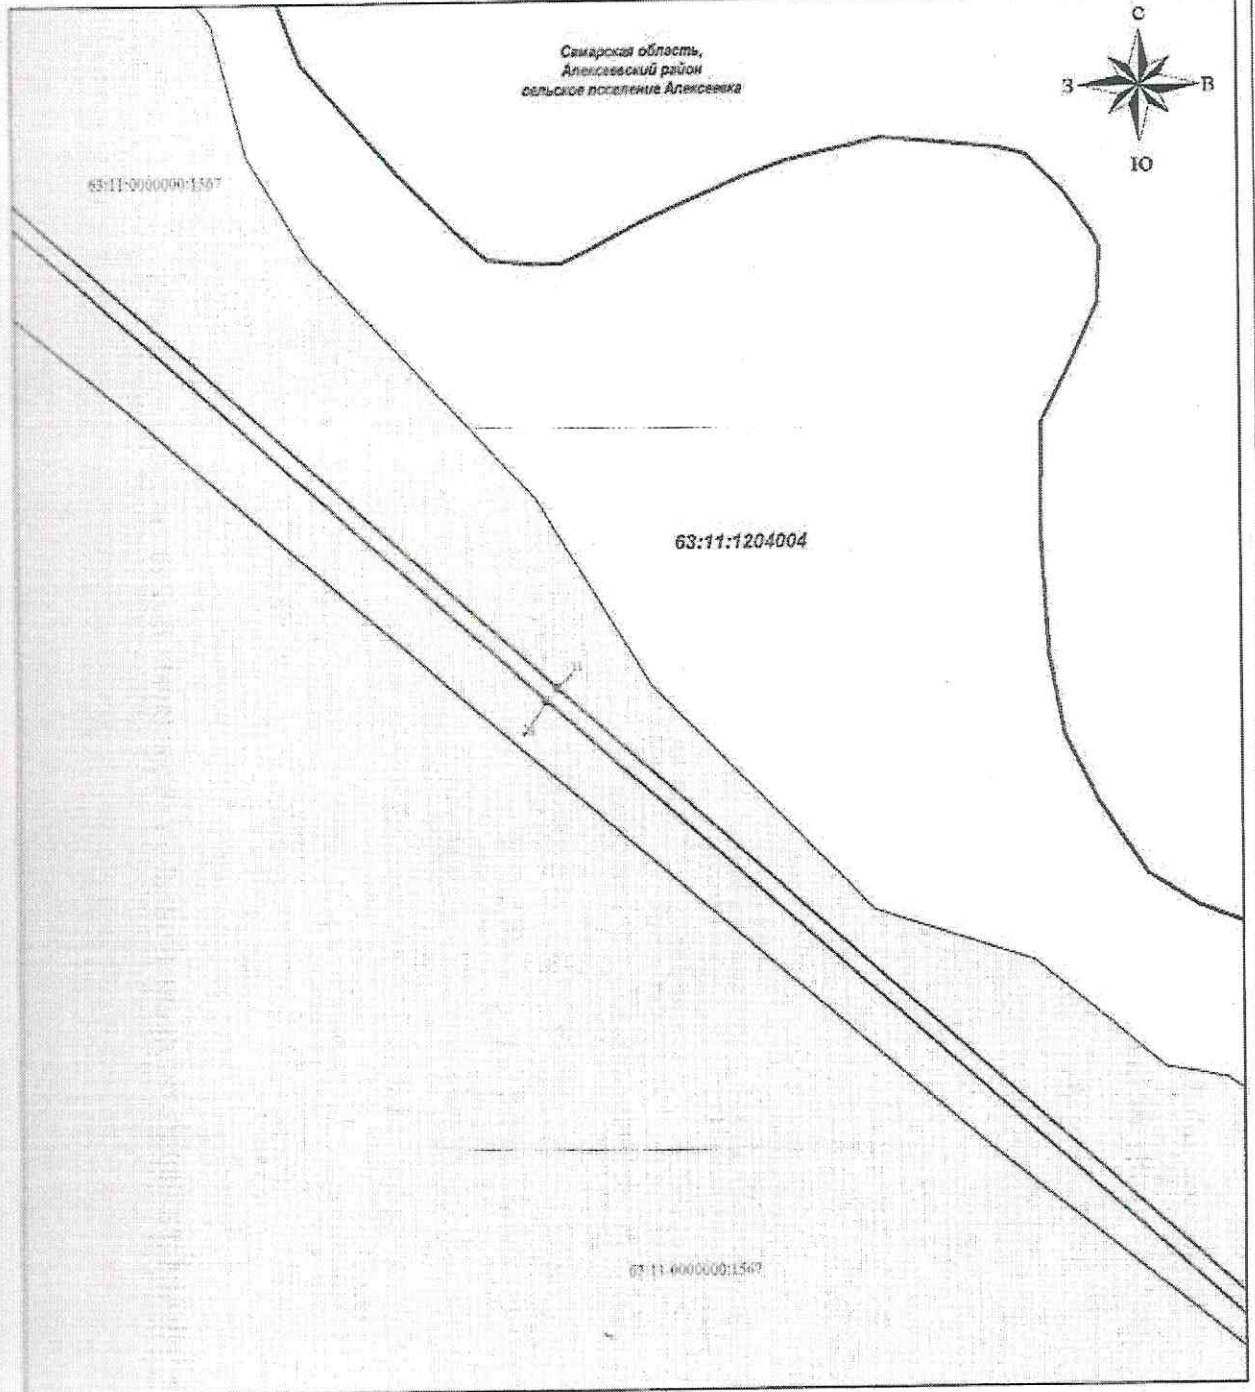 С
Самарская область,
Алексеевский район
сельское поселение Алексеевка
З
В
Ю
63:11:0000000:1567
63:11:1204004
63:11:0000000:1567